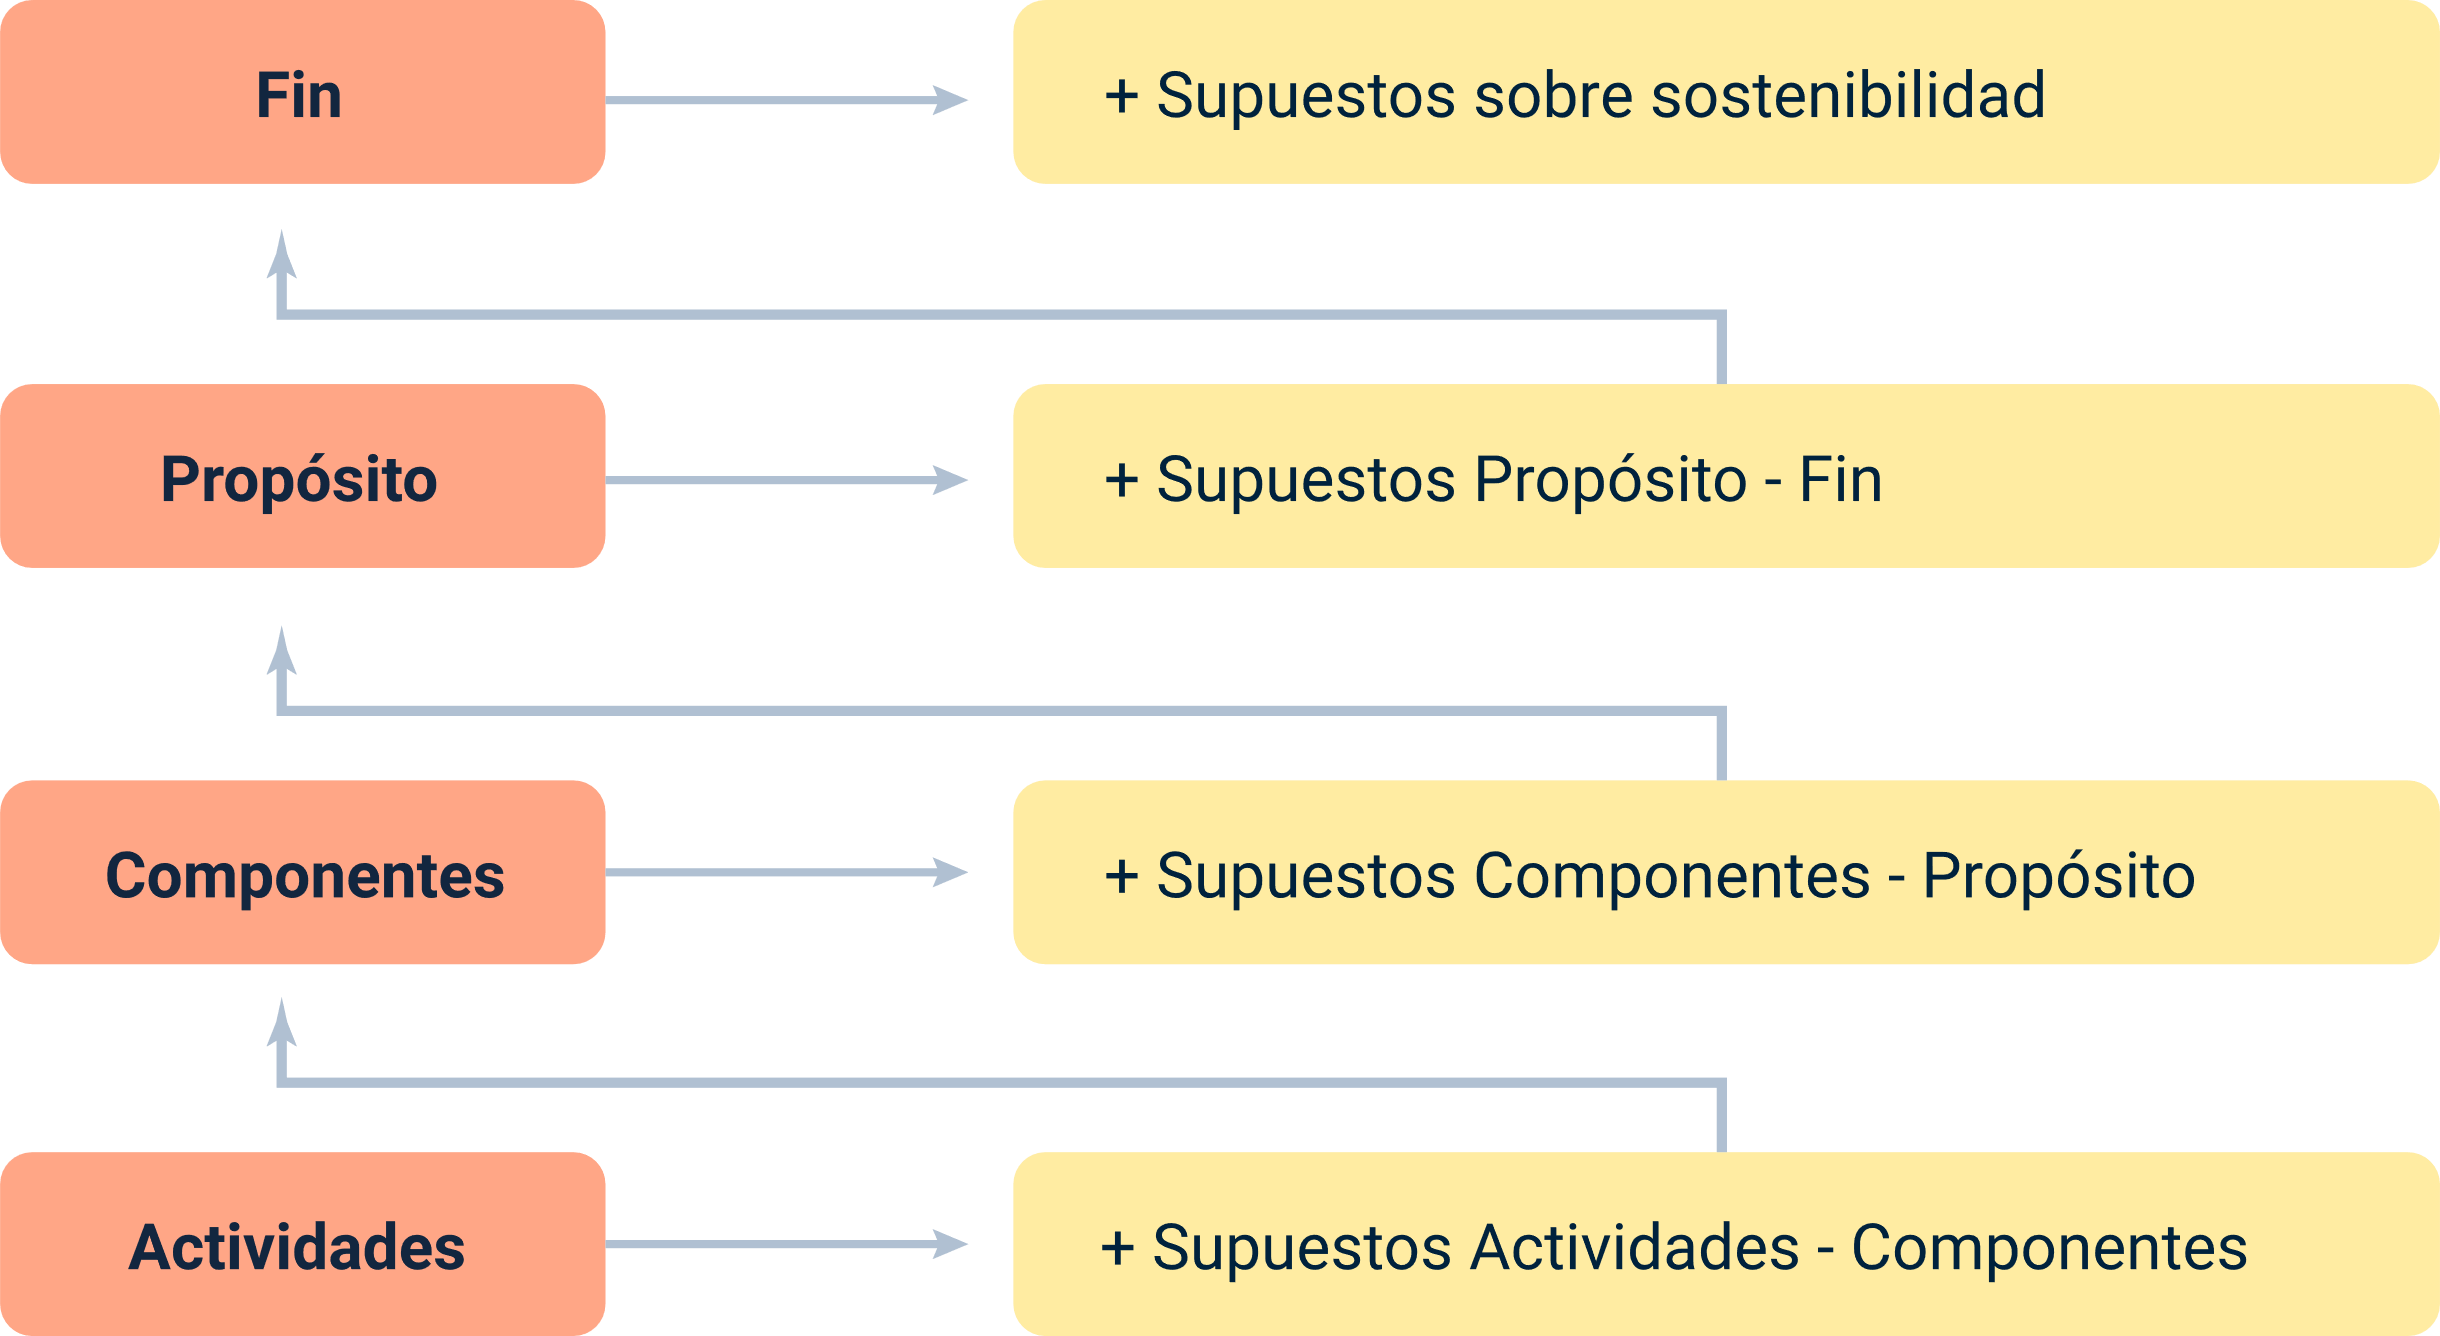 Fin
+ Supuestos sobre sostenibilidad
Propósito
+ Supuestos Propósito - Fin
Componentes
+ Supuestos Componentes - Propósito
Actividades
+ Supuestos Actividades - Componentes